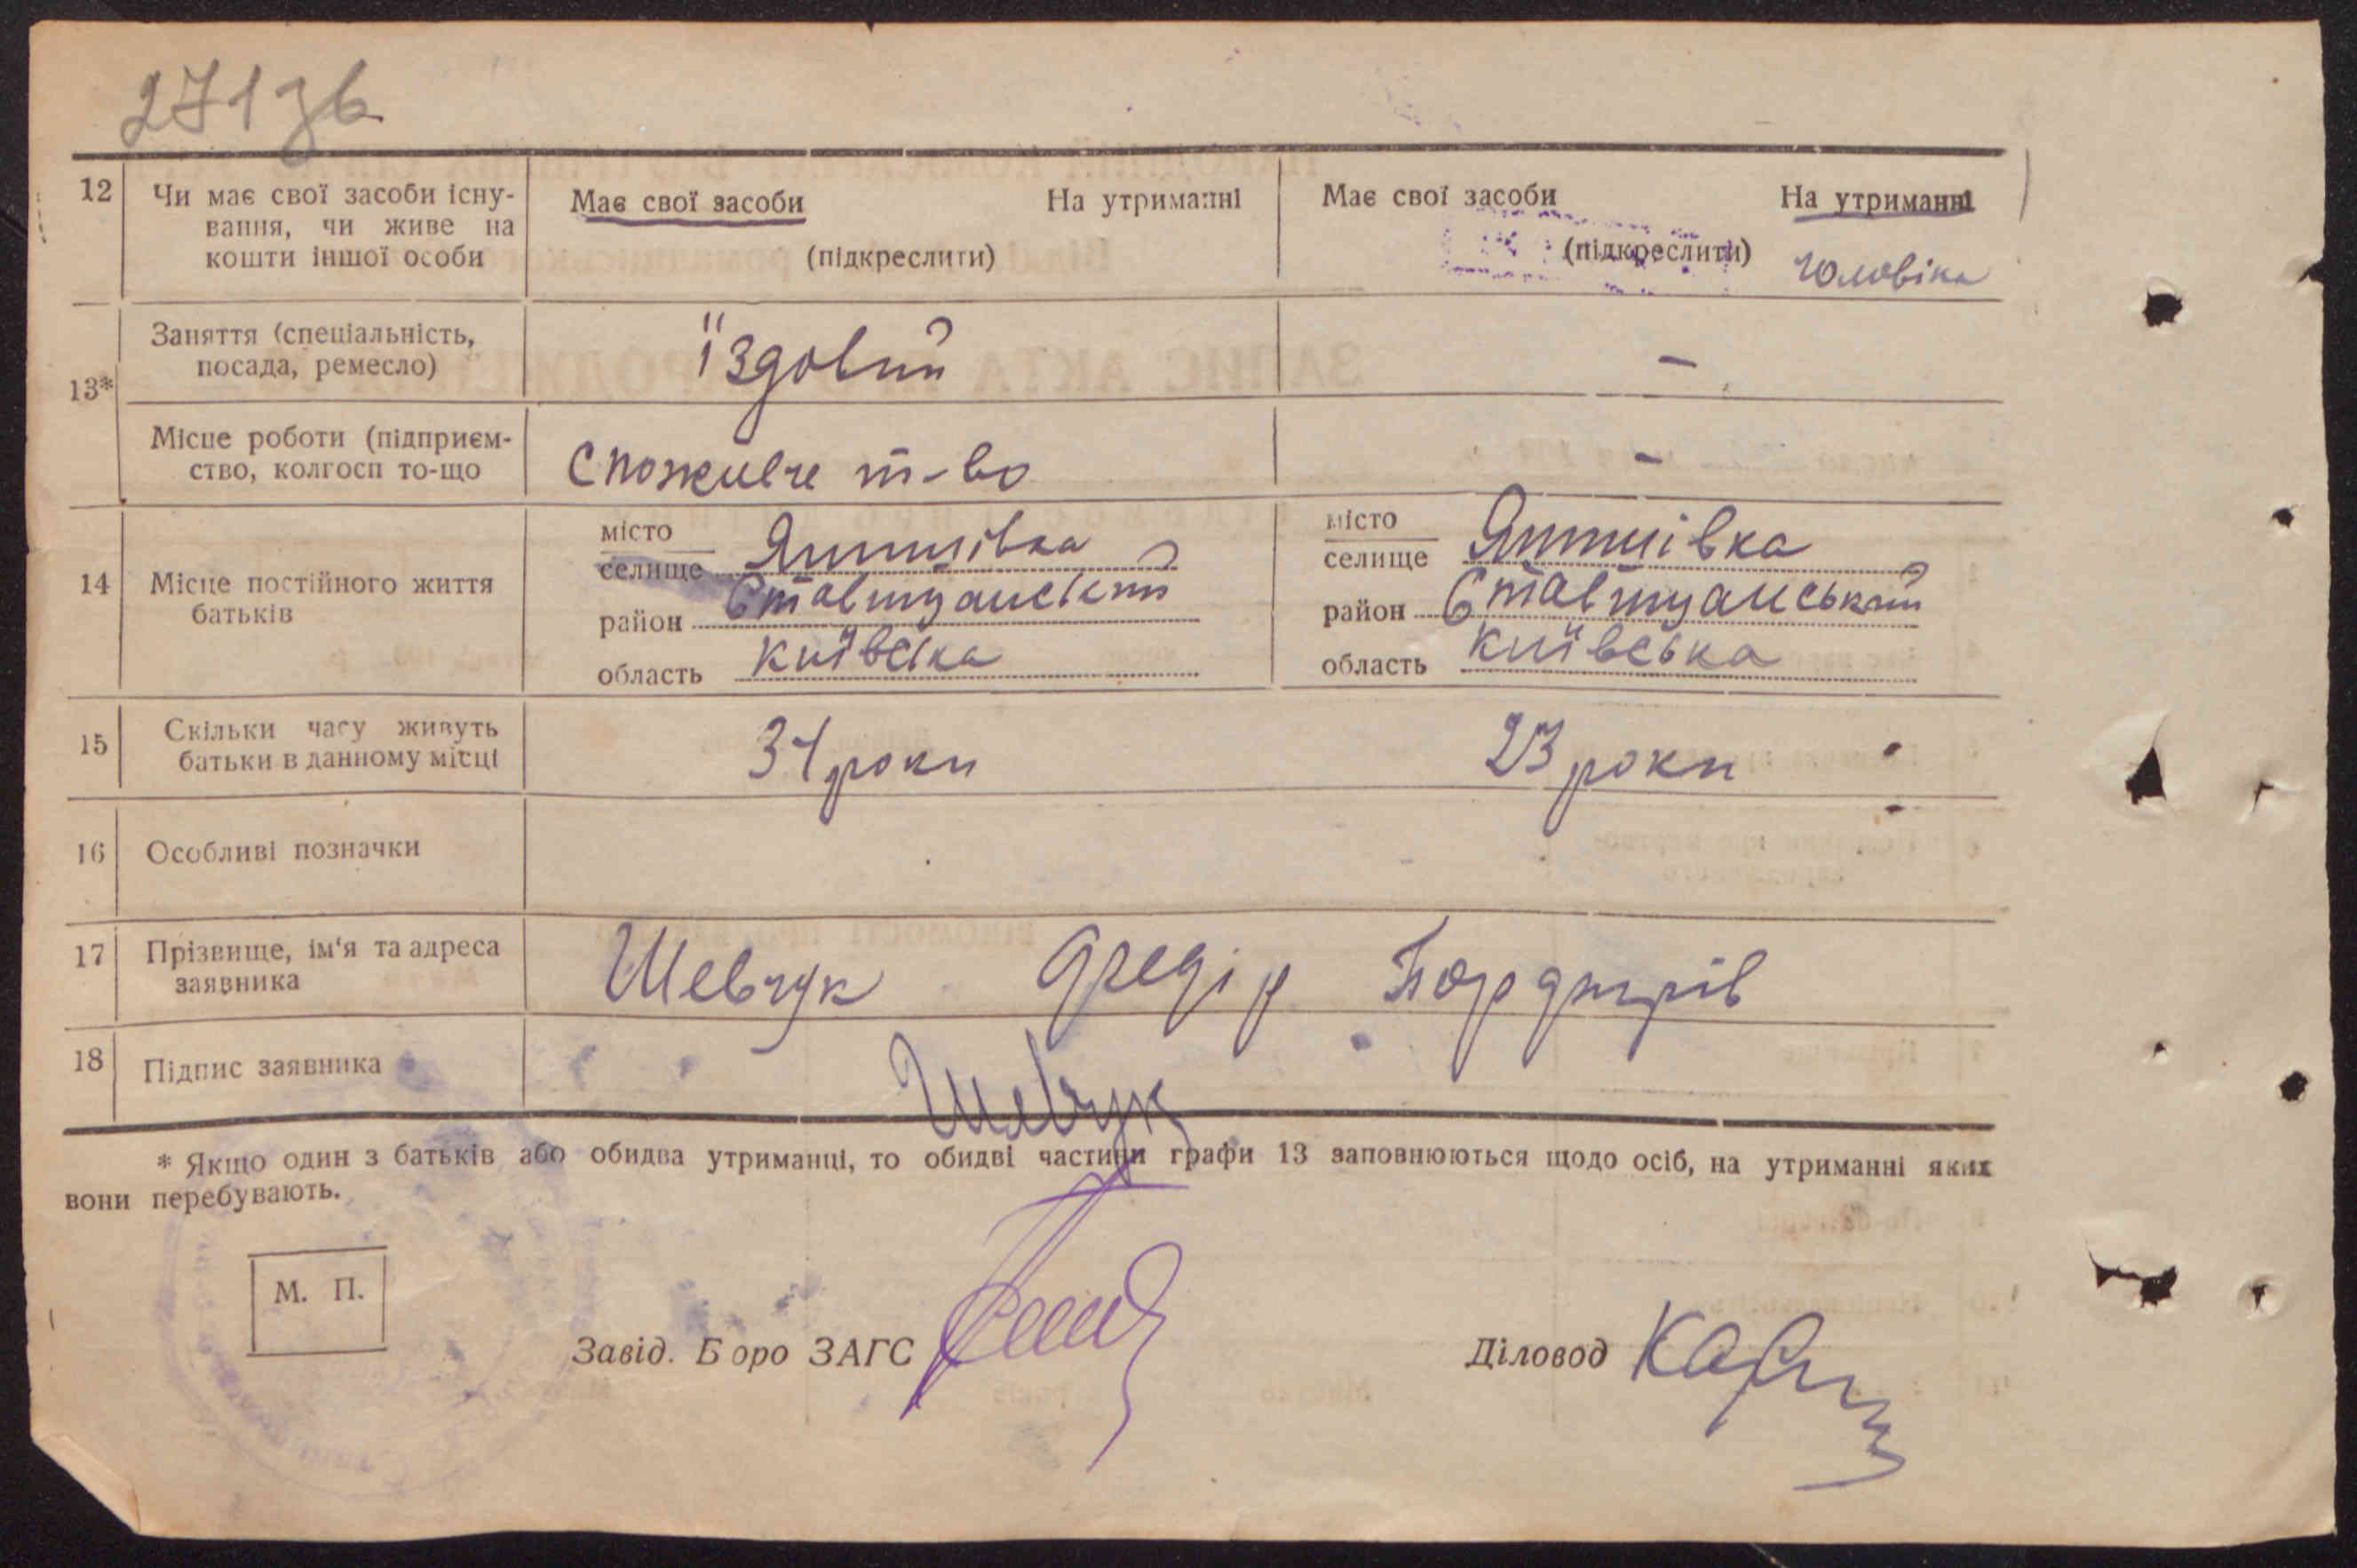 271 зв
12 Чи має свої засоби існу-
вання, чи живе на
кошти іншої особи
Має свої засоби На утриманні
(підкреслити)
Має свої засоби На утриманні
(підкреслити) чоловіка
13*
Заняття (спеціальність,
посада, ремесло)
їздовий
–
Місце роботи (підприєм-
ство, колгосп то-що
Споживче т-во
–
14 Місце постійного життя
батьків
місто
селище
район Ставищанський
область Київська
місто
селище
район Ставищанський
область Київська
15 Скільки часу живуть
батьки в данному місці
роки
23 роки
16 Особливі позначки
17 Прізвище, ім'я та адреса
заявника
Шевчук Федір
18 Підпис заявника
Шевчук
* Якщо один з батьків або обидва утриманці, то обидві частини графи 13 заповнюються щодо осіб, на утриманні яких
вони перебувають.
М. П.
Завід. Бюро ЗАГС
Діловод